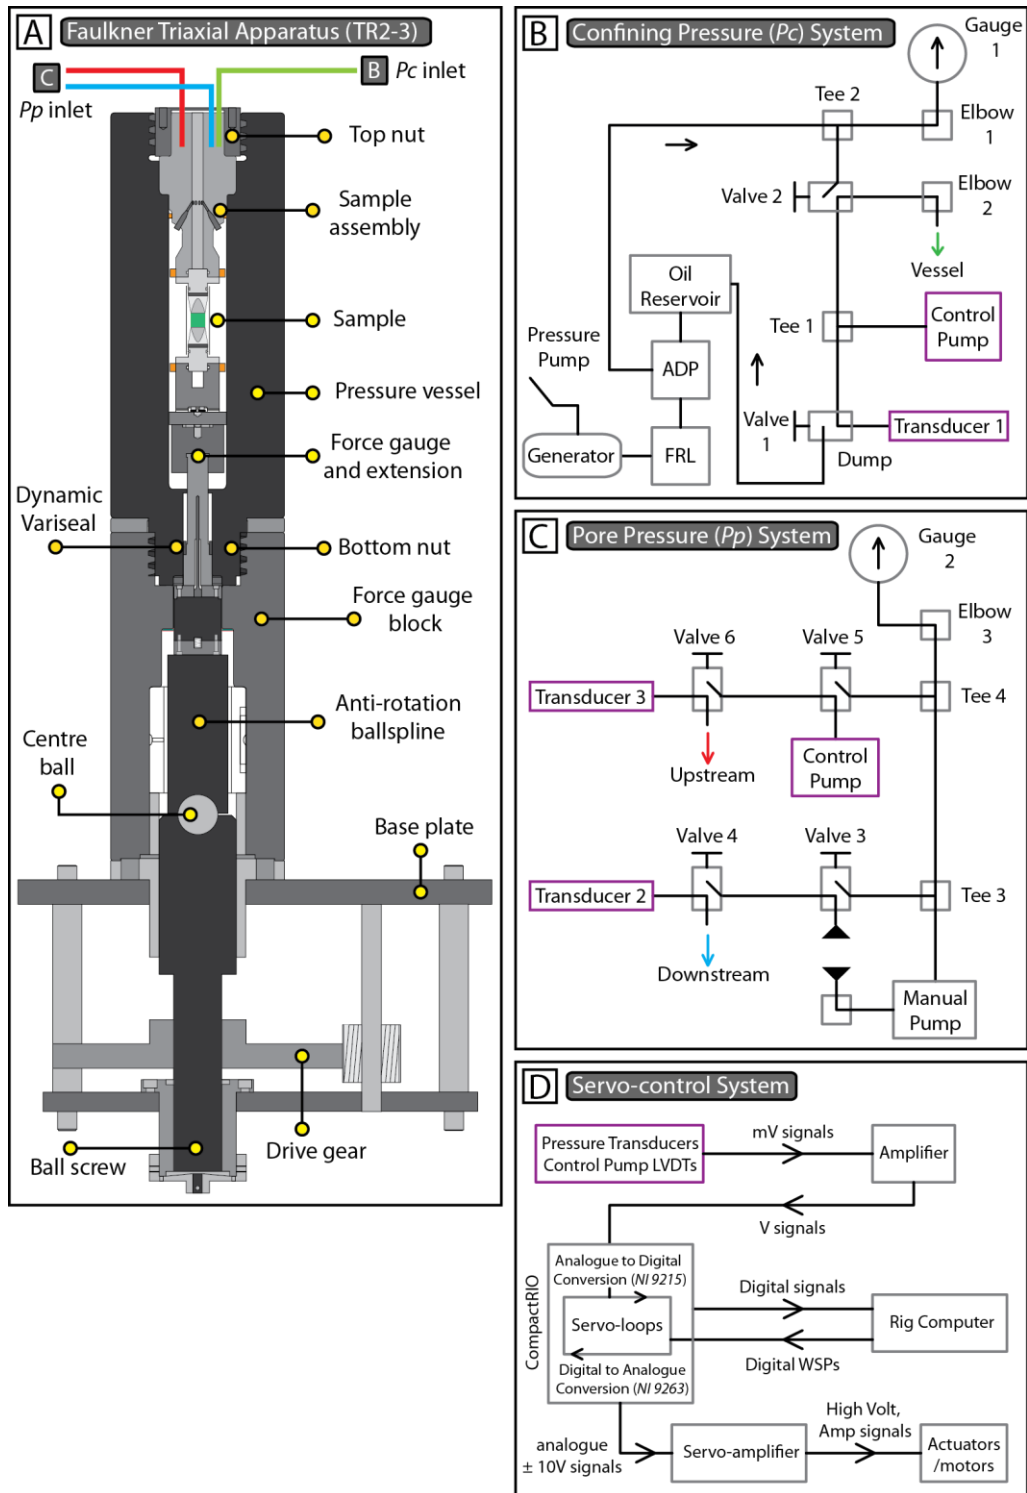 A
Faulkner Triaxial Apparatus (TR2-3)
C
B
Pc inlet
Pp inlet
Top nut
Sample
assembly
Sample
Pressure vessel
Force gauge
and extension
Dynamic
Variseal
Bottom nut
Force gauge
block
Anti-rotation
ballspline
Centre
ball
Base plate
Drive gear
Ball screw
B
Confining Pressure (Pc) System
Gauge
1
Tee 2
Elbow
1
Valve 2
Elbow
2
Vessel
Oil
Reservoir
Tee 1
Control
Pump
Pressure
Pump
ADP
Valve
1
Transducer 1
Generator
FRL
Dump
C
Pore Pressure (Pp) System
Gauge
2
Elbow
3
Valve 6
Valve 5
Transducer 3
Tee 4
Control
Pump
Upstream
Valve 4
Valve 3
Transducer 2
Tee 3
Downstream
Manual
Pump
D
Servo-control System
Pressure Transducers
Control Pump LVDTs
mV signals
Amplifier
V signals
CompactRIO
Analogue to Digital
Conversion (NI 9215)
Servo-loops
Digital to Analogue
Conversion (NI 9263)
Digital signals
Rig Computer
Digital WSPs
analogue
± 10V signals
Servo-amplifier
High Volt,
Amp signals
Actuators
/motors